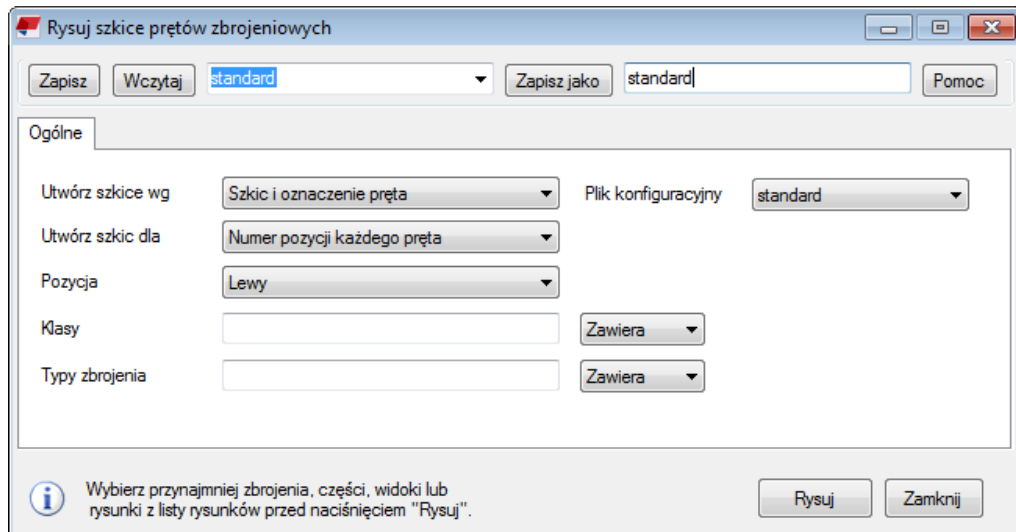 Rysuj szkice prętów zbrojeniowych
Zapisz Wczytaj standard Zapisz jako standard Pomoc
Ogólne
Utwórz szkice wg Szkic i oznaczenie pręta Plik konfiguracyjny standard
Utwórz szkic dla Numer pozycji każdego pręta
Pozycja Lewy
Klasy Zawiera
Typy zbrojenia Zawiera
Wybierz przynajmniej zbrojenia, części, widoki lub
rysunki z listy rysunków przed naciśnięciem "Rysuj".
Rysuj Zamknij